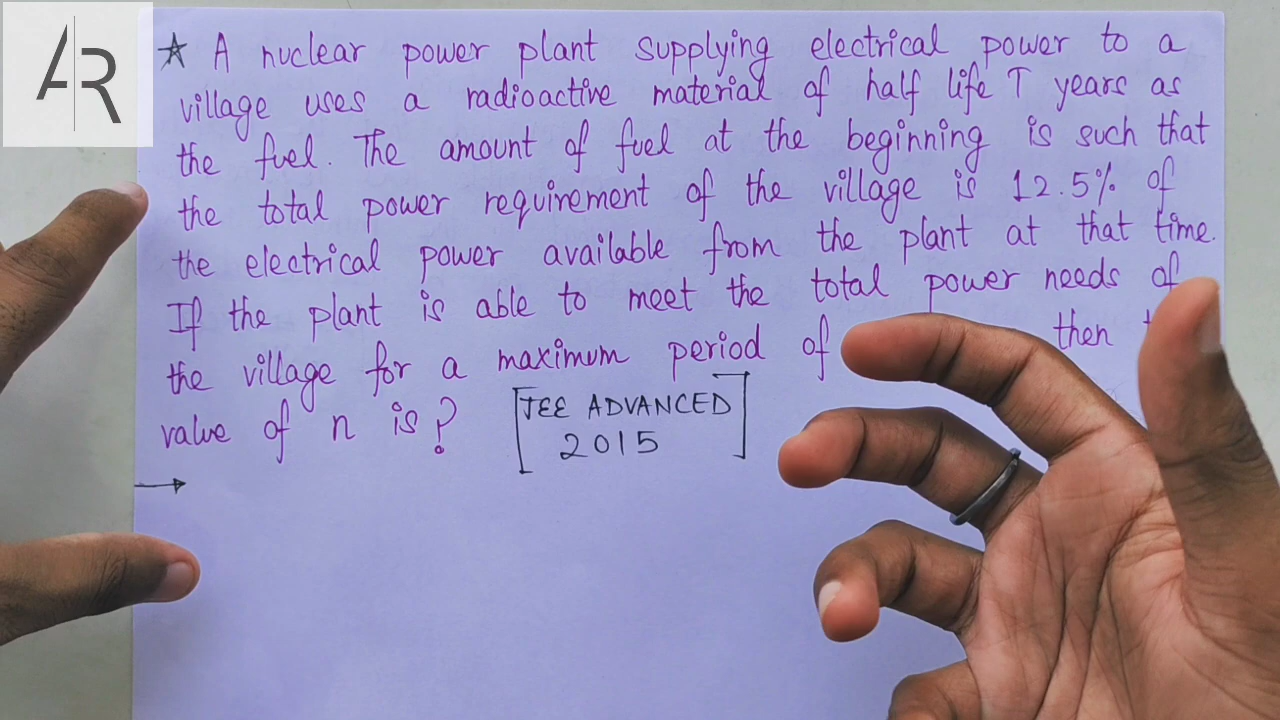 AR
☆ A nuclear power plant supplying electrical power to a
village uses a radioactive material of half life T years as
the fuel. The amount of fuel at the beginning is such that
the total power requirement of the village is 12.5% of
the electrical power available from the plant at that time.
If the plant is able to meet the total power needs of
the village for a maximum period of then
value of n is?
[JEE ADVANCED
2015]
→